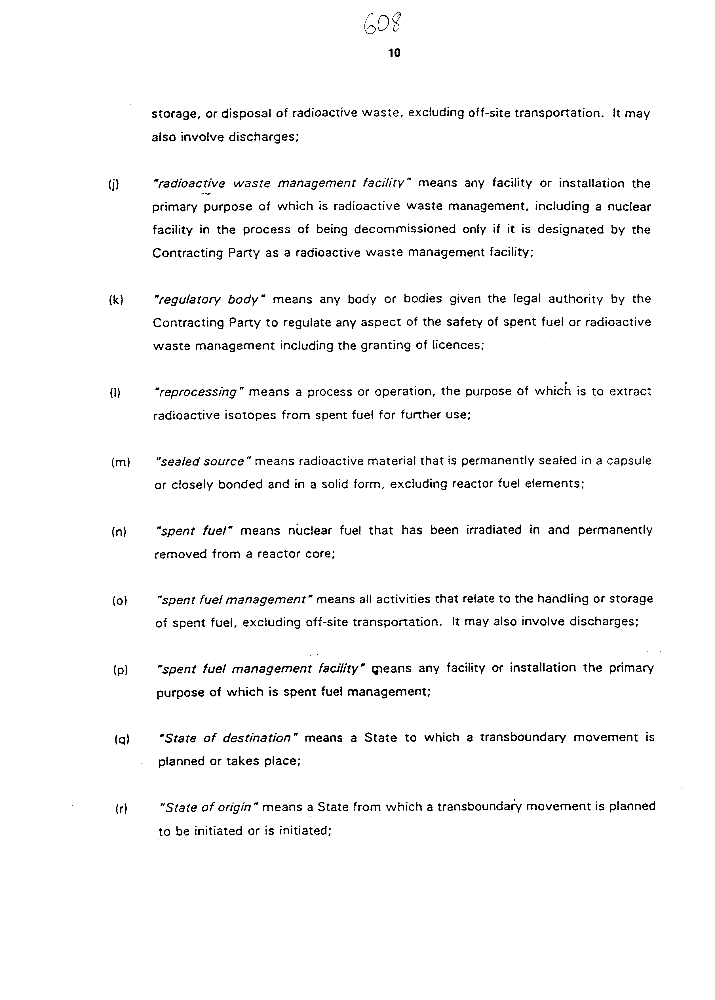 608
10
storage, or disposal of radioactive waste, excluding off-site transportation. It may
also involve discharges;
(j) "radioactive waste management facility" means any facility or installation the
primary purpose of which is radioactive waste management, including a nuclear
facility in the process of being decommissioned only if it is designated by the
Contracting Party as a radioactive waste management facility;
(k) "regulatory body" means any body or bodies given the legal authority by the
Contracting Party to regulate any aspect of the safety of spent fuel or radioactive
waste management including the granting of licences;
(l) "reprocessing" means a process or operation, the purpose of which is to extract
radioactive isotopes from spent fuel for further use;
(m) "sealed source" means radioactive material that is permanently sealed in a capsule
or closely bonded and in a solid form, excluding reactor fuel elements;
(n) "spent fuel" means nuclear fuel that has been irradiated in and permanently
removed from a reactor core;
(o) "spent fuel management" means all activities that relate to the handling or storage
of spent fuel, excluding off-site transportation. It may also involve discharges;
(p) "spent fuel management facility" means any facility or installation the primary
purpose of which is spent fuel management;
(q) "State of destination" means a State to which a transboundary movement is
planned or takes place;
(r) "State of origin" means a State from which a transboundary movement is planned
to be initiated or is initiated;